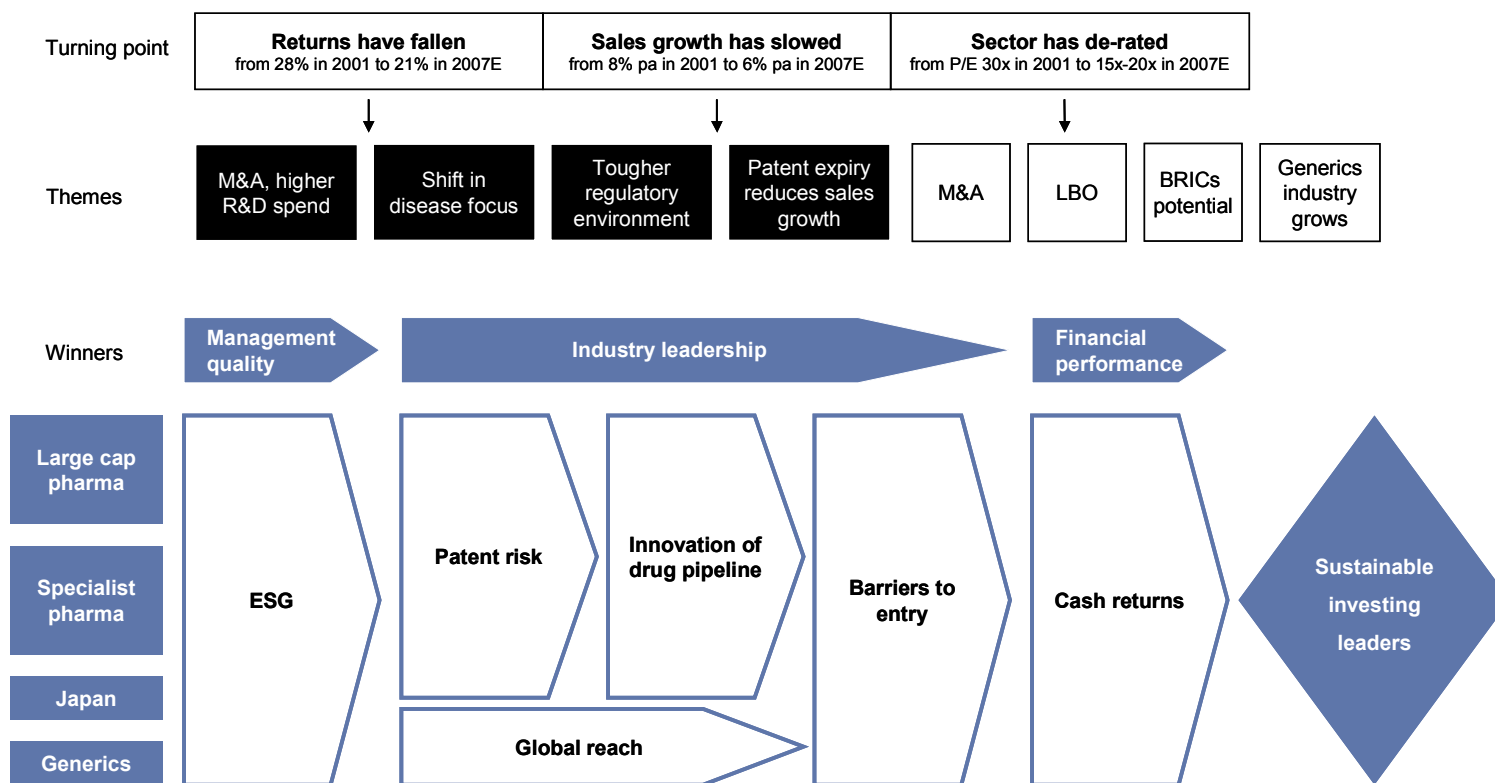 Turning point
Returns have fallen
from 28% in 2001 to 21% in 2007E
Sales growth has slowed
from 8% pa in 2001 to 6% pa in 2007E
Sector has de-rated
from P/E 30x in 2001 to 15x-20x in 2007E
Themes
M&A, higher
R&D spend
Shift in
disease focus
Tougher
regulatory
environment
Patent expiry
reduces sales
growth
M&A
LBO
BRICs
potential
Generics
industry
grows
Winners
Management
quality
Industry leadership
Financial
performance
Large cap
pharma
Specialist
pharma
Japan
Generics
ESG
Patent risk
Innovation of
drug pipeline
Global reach
Barriers to
entry
Cash returns
Sustainable
investing
leaders